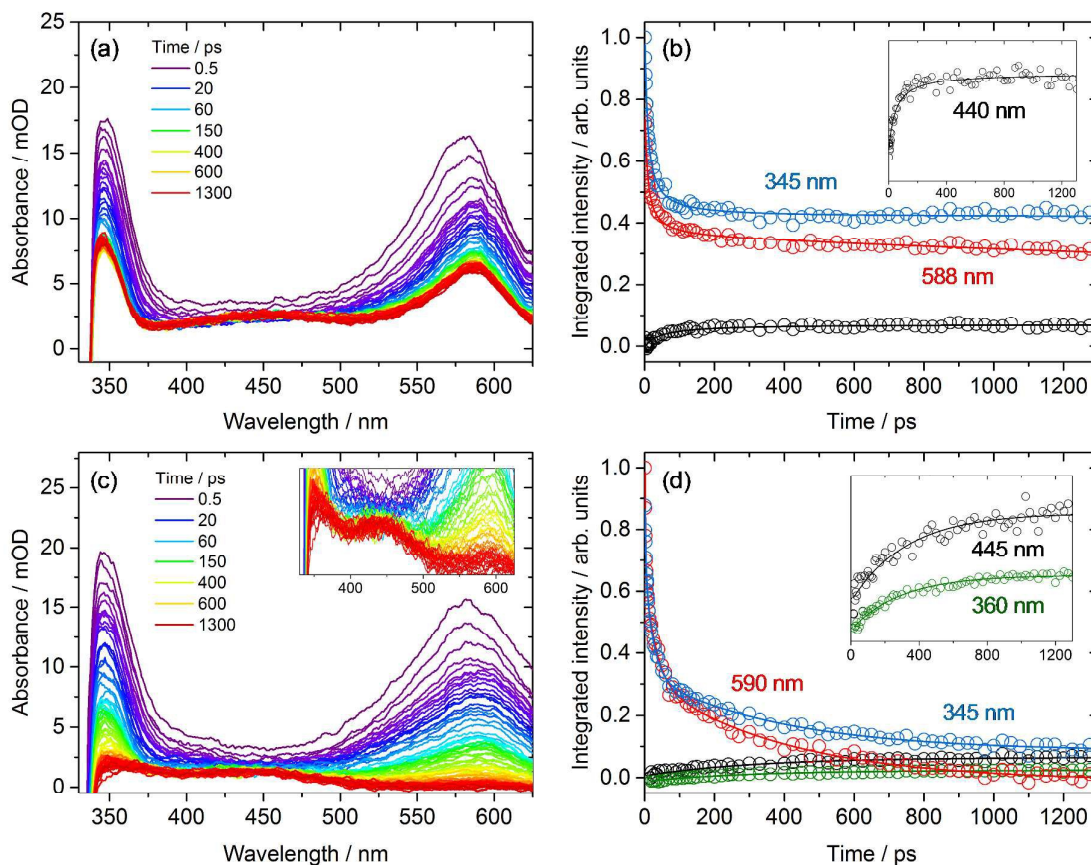 (a)
Time / ps
0.5
20
60
150
400
600
1300
Absorbance / mOD
25
20
15
10
5
0
350 400 450 500 550 600
Wavelength / nm
(b)
440 nm
0 400 800 1200
345 nm
588 nm
Integrated intensity / arb. units
1.0
0.8
0.6
0.4
0.2
0.0
0 200 400 600 800 1000 1200
Time / ps
(c)
Time / ps
0.5
20
60
150
400
600
1300
400 500 600
Absorbance / mOD
25
20
15
10
5
0
350 400 450 500 550 600
Wavelength / nm
(d)
445 nm
360 nm
0 400 800 1200
590 nm
345 nm
Integrated intensity / arb. units
1.0
0.8
0.6
0.4
0.2
0.0
0 200 400 600 800 1000 1200
Time / ps